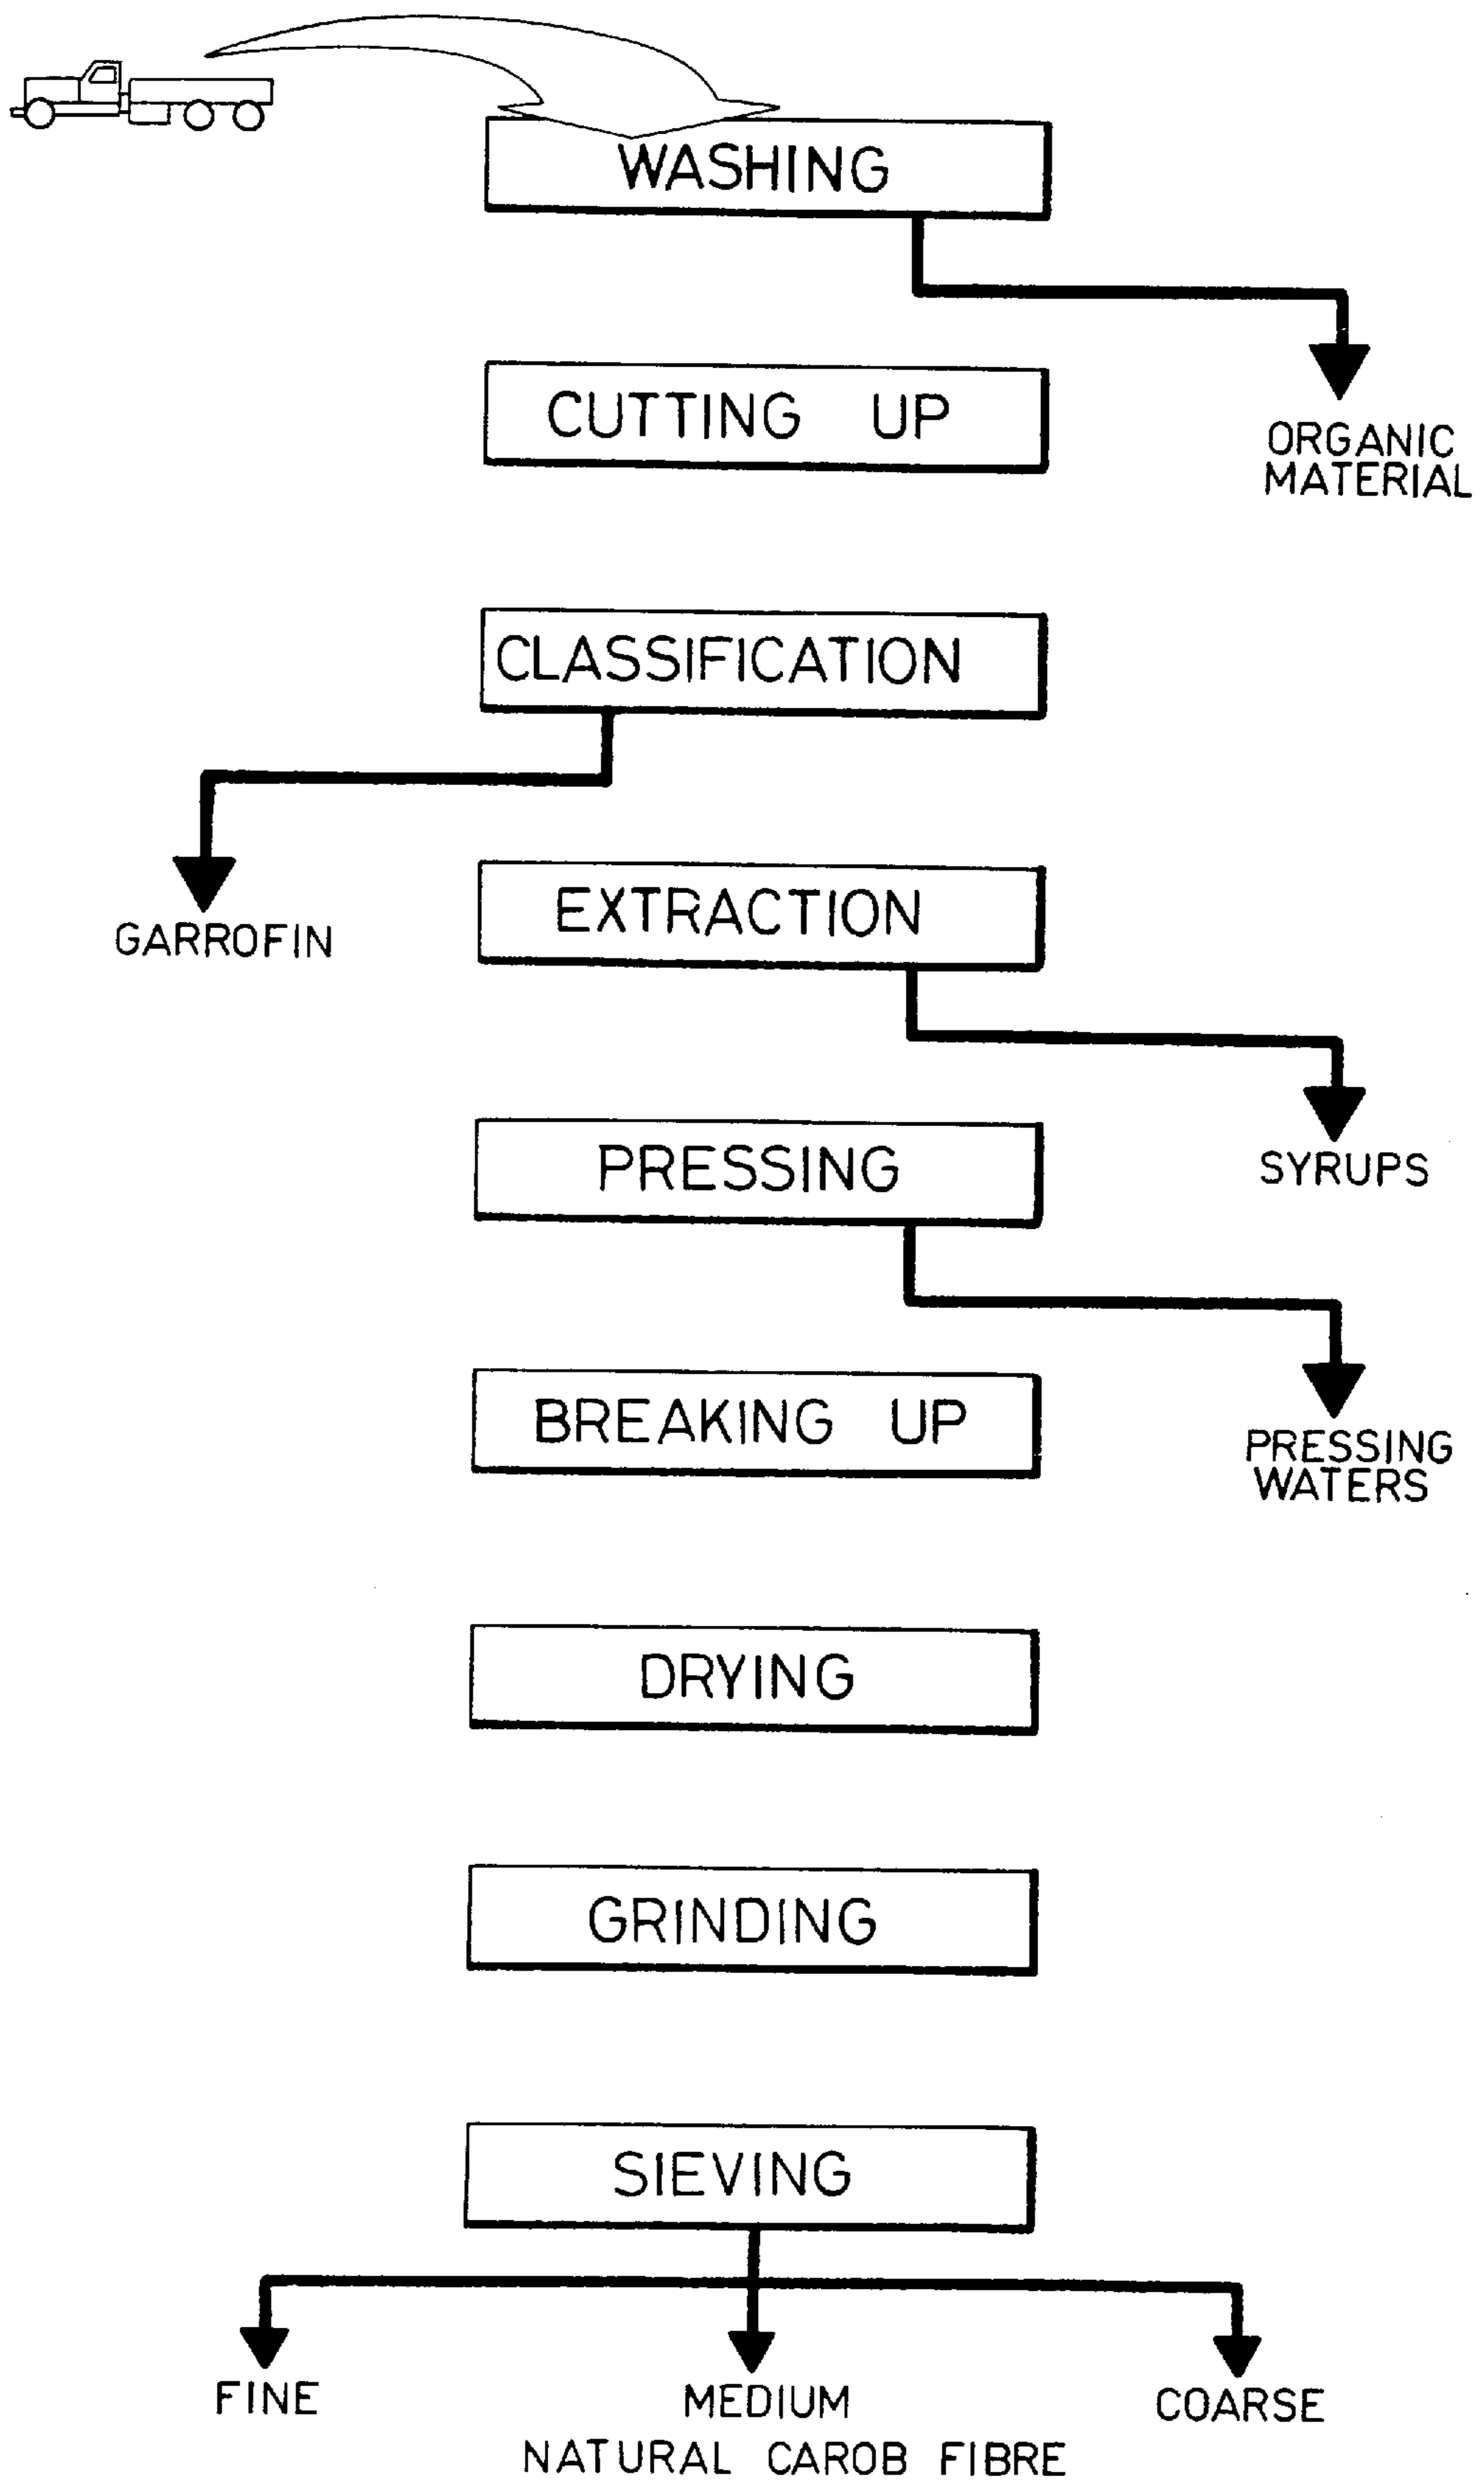 WASHING
CUTTING UP
ORGANIC
MATERIAL
CLASSIFICATION
GARROFIN
EXTRACTION
SYRUPS
PRESSING
BREAKING UP
PRESSING
WATERS
DRYING
GRINDING
SIEVING
FINE
MEDIUM
COARSE
NATURAL CAROB FIBRE